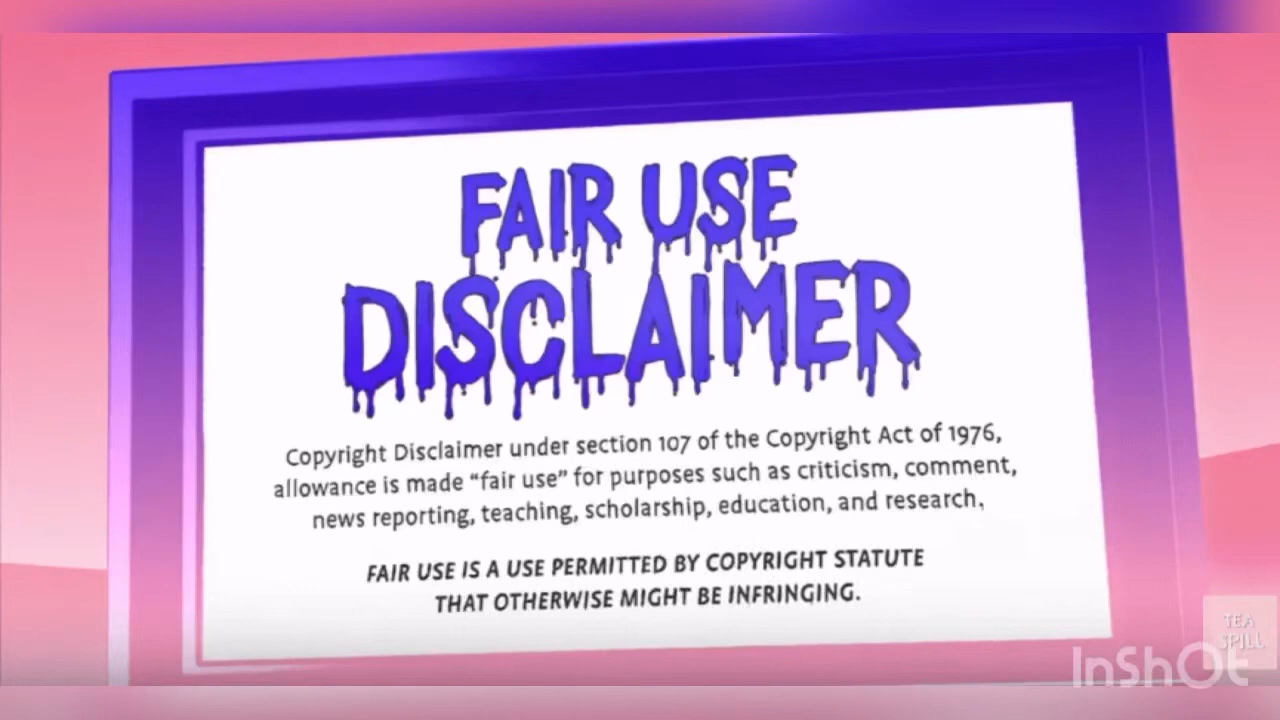 FAIR USE
DISCLAIMER
Copyright Disclaimer under section 107 of the Copyright Act of 1976,
allowance is made “fair use” for purposes such as criticism, comment,
news reporting, teaching, scholarship, education, and research.
FAIR USE IS A USE PERMITTED BY COPYRIGHT STATUTE
THAT OTHERWISE MIGHT BE INFRINGING.
TEA
SPILL
InShOt